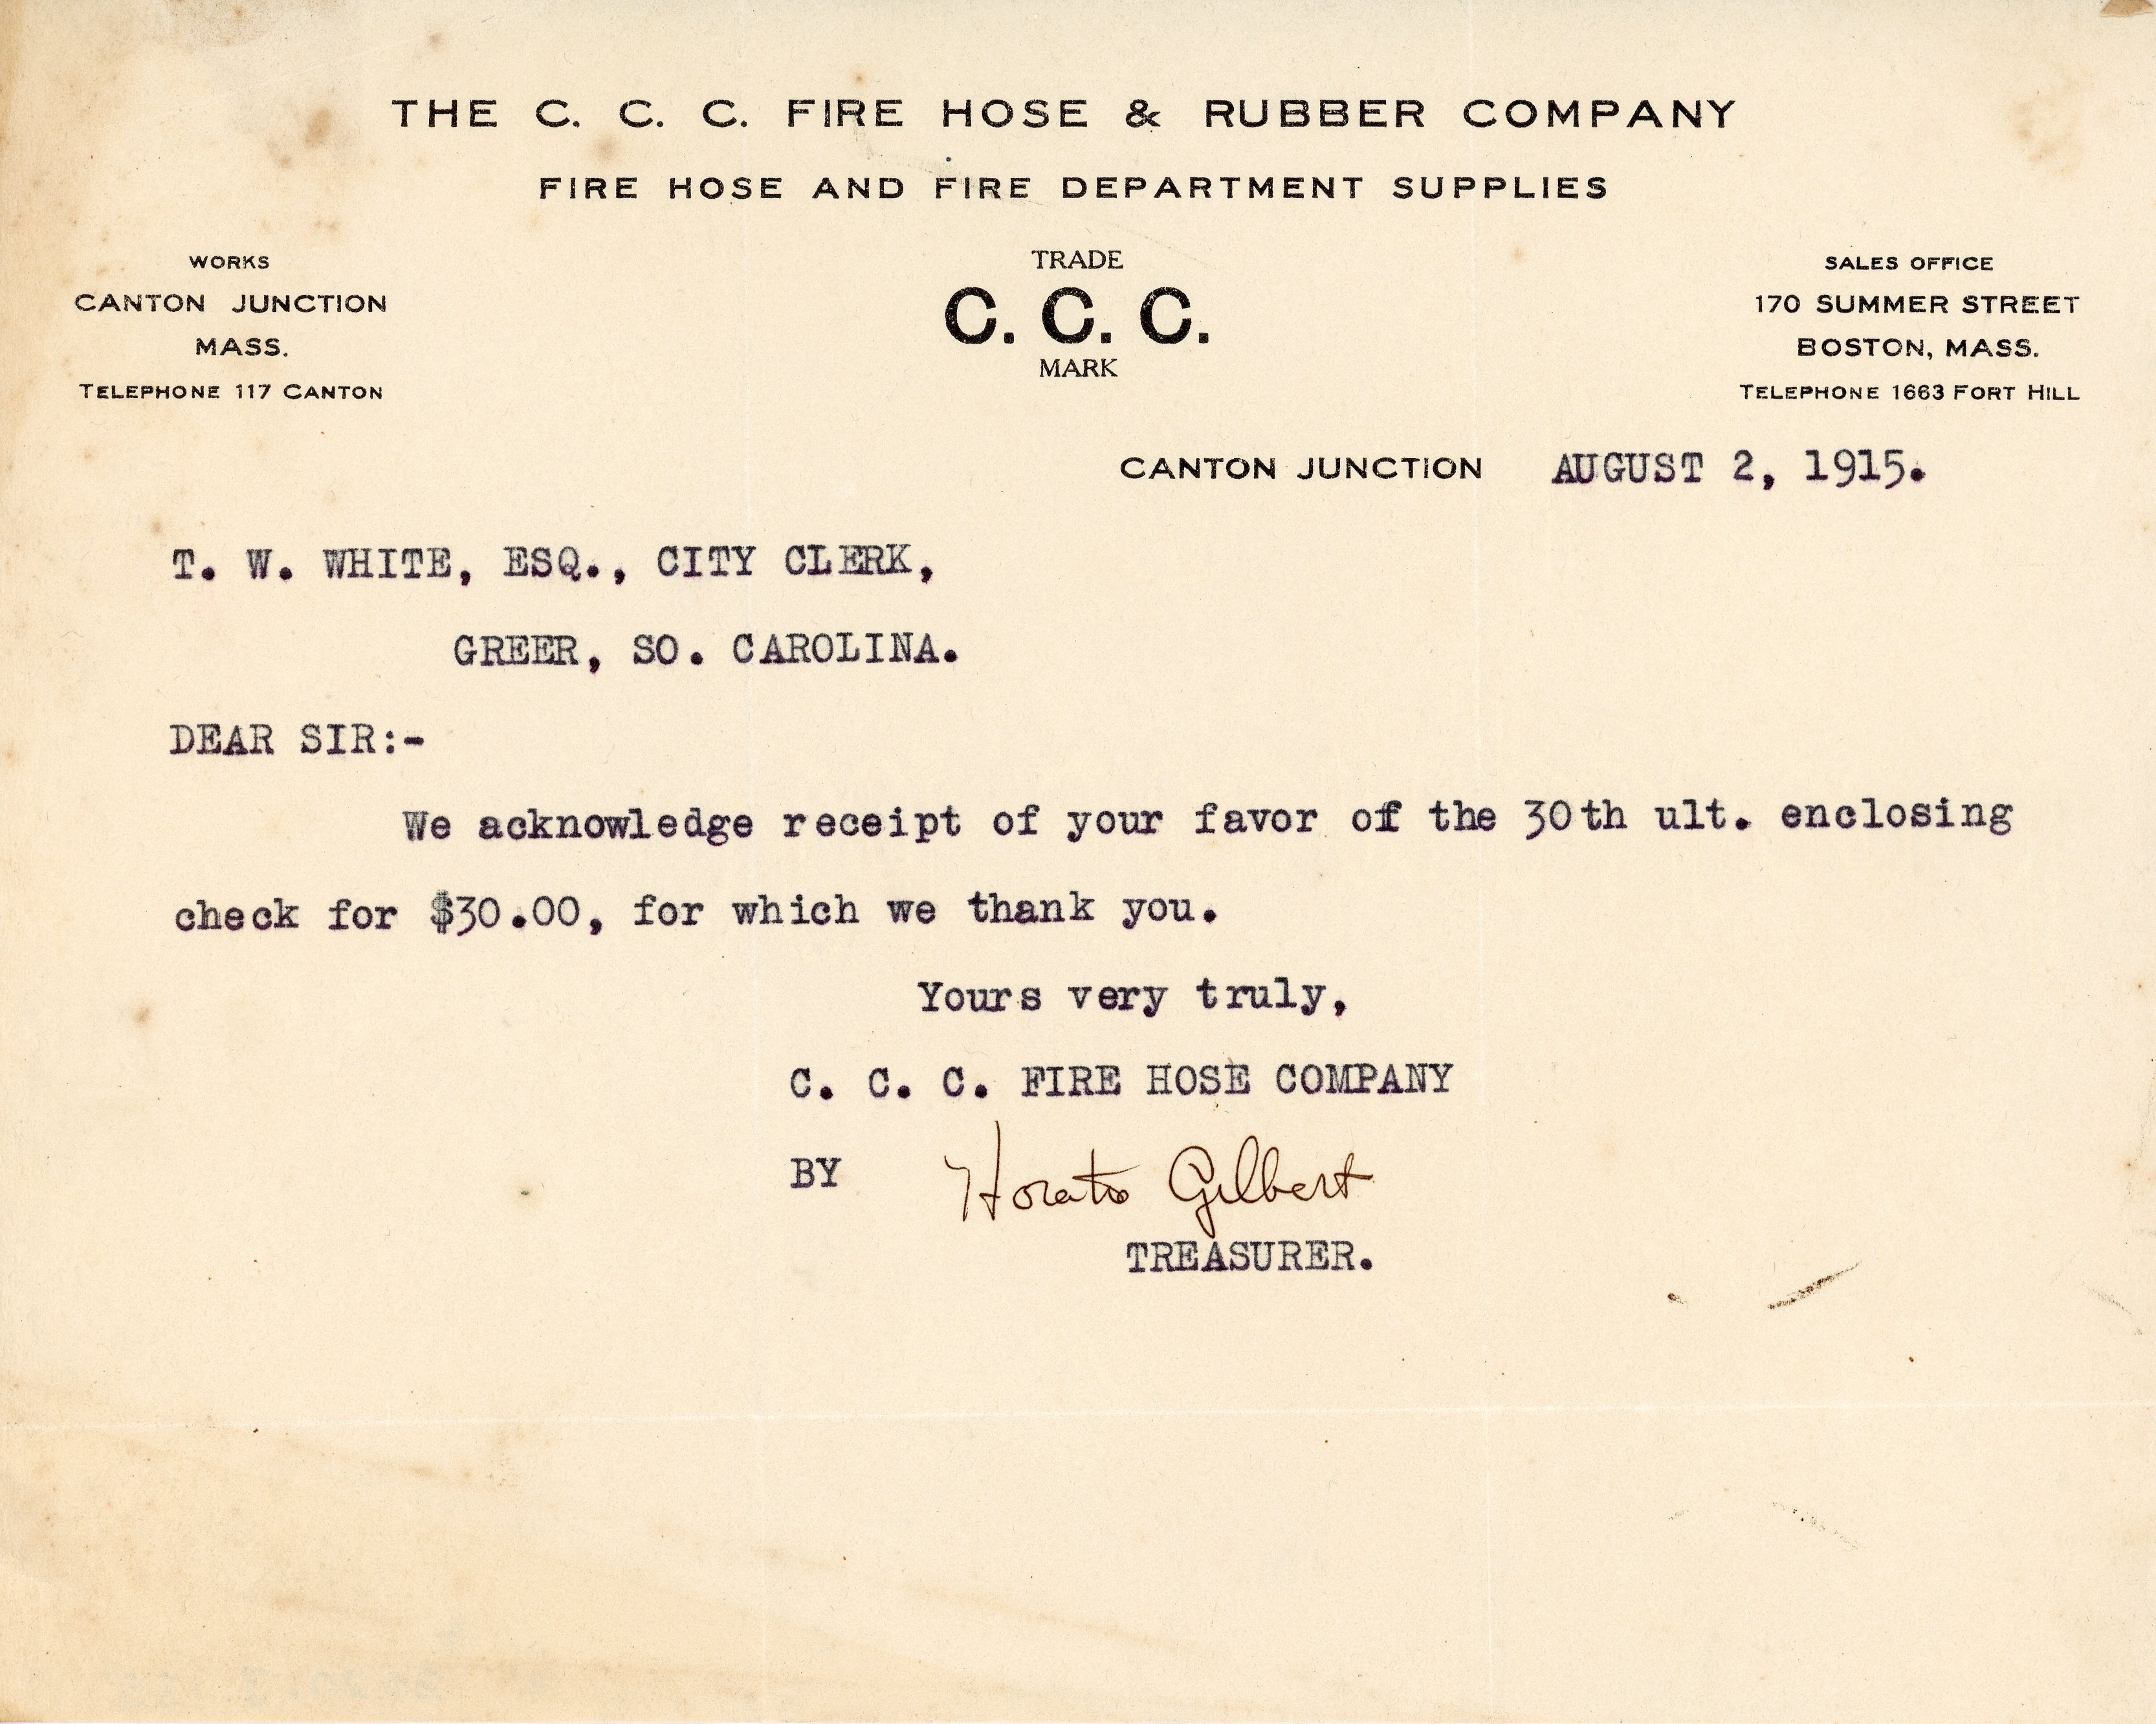 THE C. C. C. FIRE HOSE & RUBBER COMPANY
FIRE HOSE AND FIRE DEPARTMENT SUPPLIES
WORKS
CANTON JUNCTION
MASS.
TELEPHONE 117 CANTON
TRADE
C. C. C.
MARK
SALES OFFICE
170 SUMMER STREET
BOSTON, MASS.
TELEPHONE 1663 FORT HILL
CANTON JUNCTION AUGUST 2, 1915.
T. W. WHITE, ESQ., CITY CLERK,
GREER, SO. CAROLINA.
DEAR SIR:-
We acknowledge receipt of your favor of the 30th ult. enclosing
check for $30.00, for which we thank you.
Yours very truly,
C. C. C. FIRE HOSE COMPANY
BY Horatio Gilbert
TREASURER.